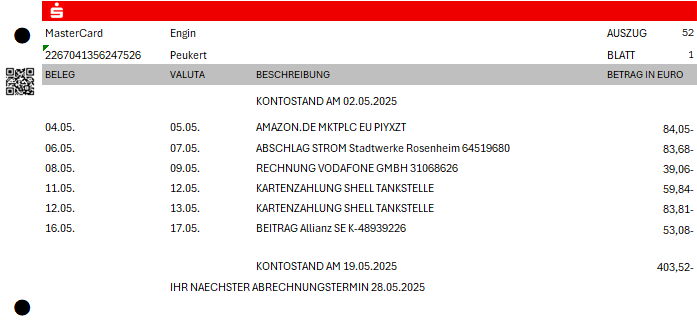 MasterCard Engin AUSZUG 52
2267041356247526 Peukert BLATT 1
BELEG VALUTA BESCHREIBUNG BETRAG IN EURO
KONTOSTAND AM 02.05.2025
04.05. 05.05. AMAZON.DE MKTPLC EU PIYXZT 84,05-
06.05. 07.05. ABSCHLAG STROM Stadtwerke Rosenheim 64519680 83,68-
08.05. 09.05. RECHNUNG VODAFONE GMBH 31068626 39,06-
11.05. 12.05. KARTENZAHLUNG SHELL TANKSTELLE 59,84-
12.05. 13.05. KARTENZAHLUNG SHELL TANKSTELLE 83,81-
16.05. 17.05. BEITRAG Allianz SE K-48939226 53,08-
KONTOSTAND AM 19.05.2025 403,52-
IHR NAECHSTER ABRECHNUNGSTERMIN 28.05.2025